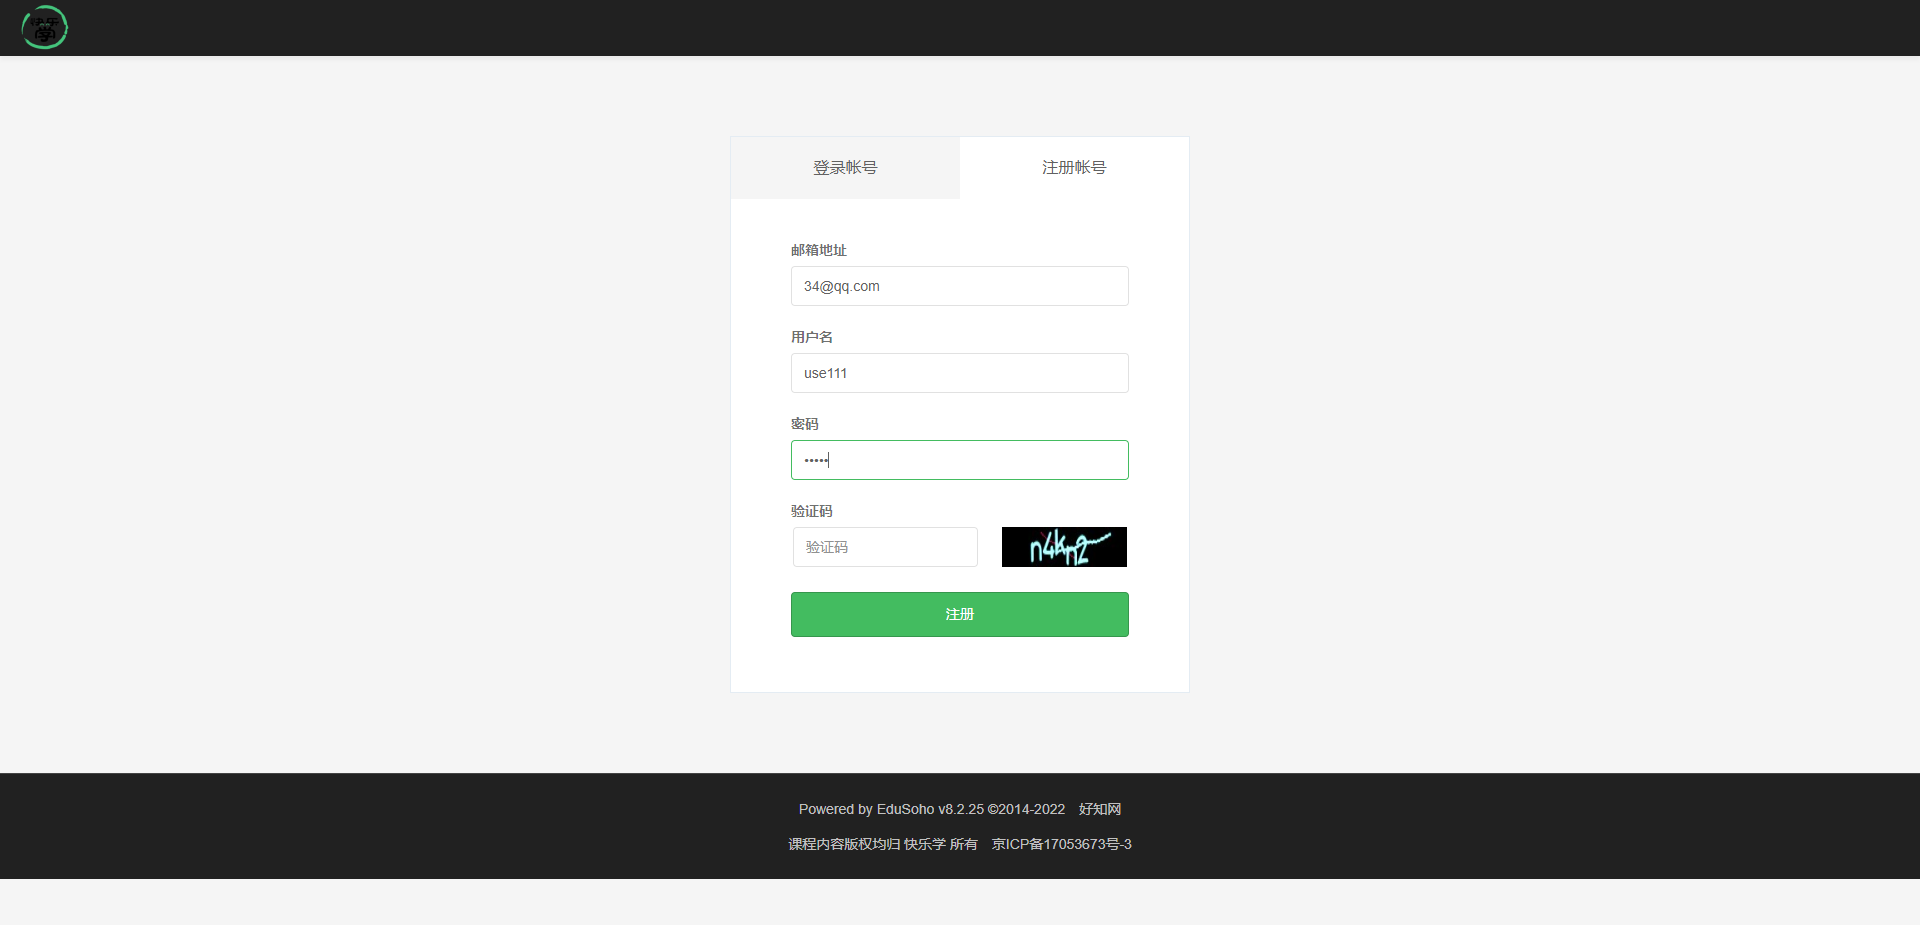 快乐
學
登录帐号 注册帐号
邮箱地址
34@qq.com
用户名
use111
密码
•••••
验证码
验证码 n4kn2
注册
Powered by EduSoho v8.2.25 ©2014-2022 好知网
课程内容版权均归 快乐学 所有 京ICP备17053673号-3